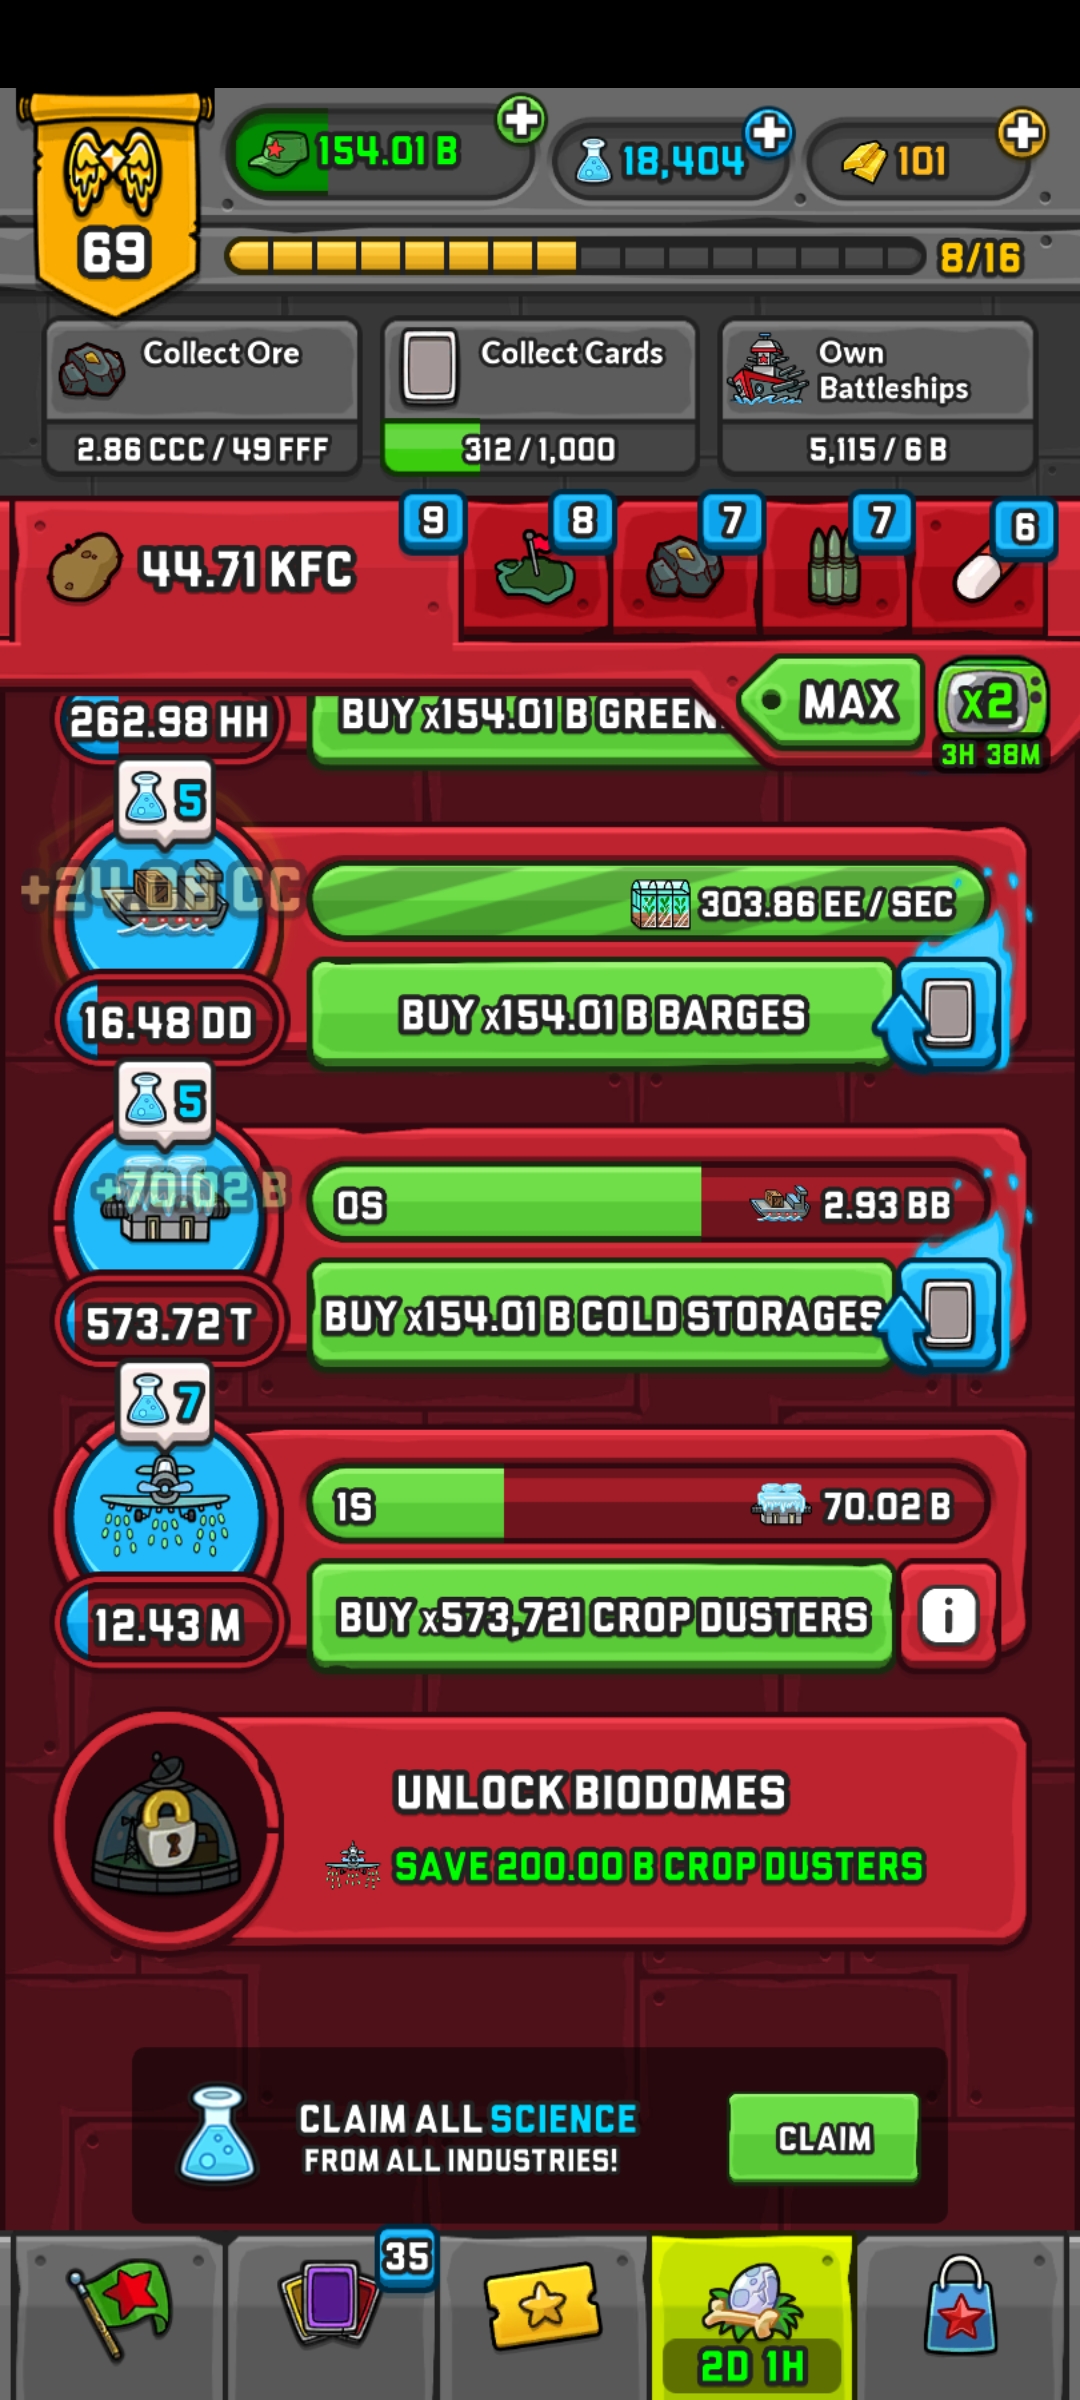 154.01 B
18,404
101
69
8/16
Collect Ore
2.86 CCC / 49 FFF
Collect Cards
312 / 1,000
Own
Battleships
5,115 / 6 B
44.71 KFC
9
8
7
7
6
262.98 HH
BUY x154.01 B GREEN
MAX
x2
3H 38M
5
+24.08 CC
303.86 EE / SEC
16.48 DD
BUY x154.01 B BARGES
5
+70.02 B
0S
2.93 BB
573.72 T
BUY x154.01 B COLD STORAGES
7
1S
70.02 B
12.43 M
BUY x573,721 CROP DUSTERS
i
UNLOCK BIODOMES
SAVE 200.00 B CROP DUSTERS
CLAIM ALL SCIENCE
FROM ALL INDUSTRIES!
CLAIM
35
2D 1H